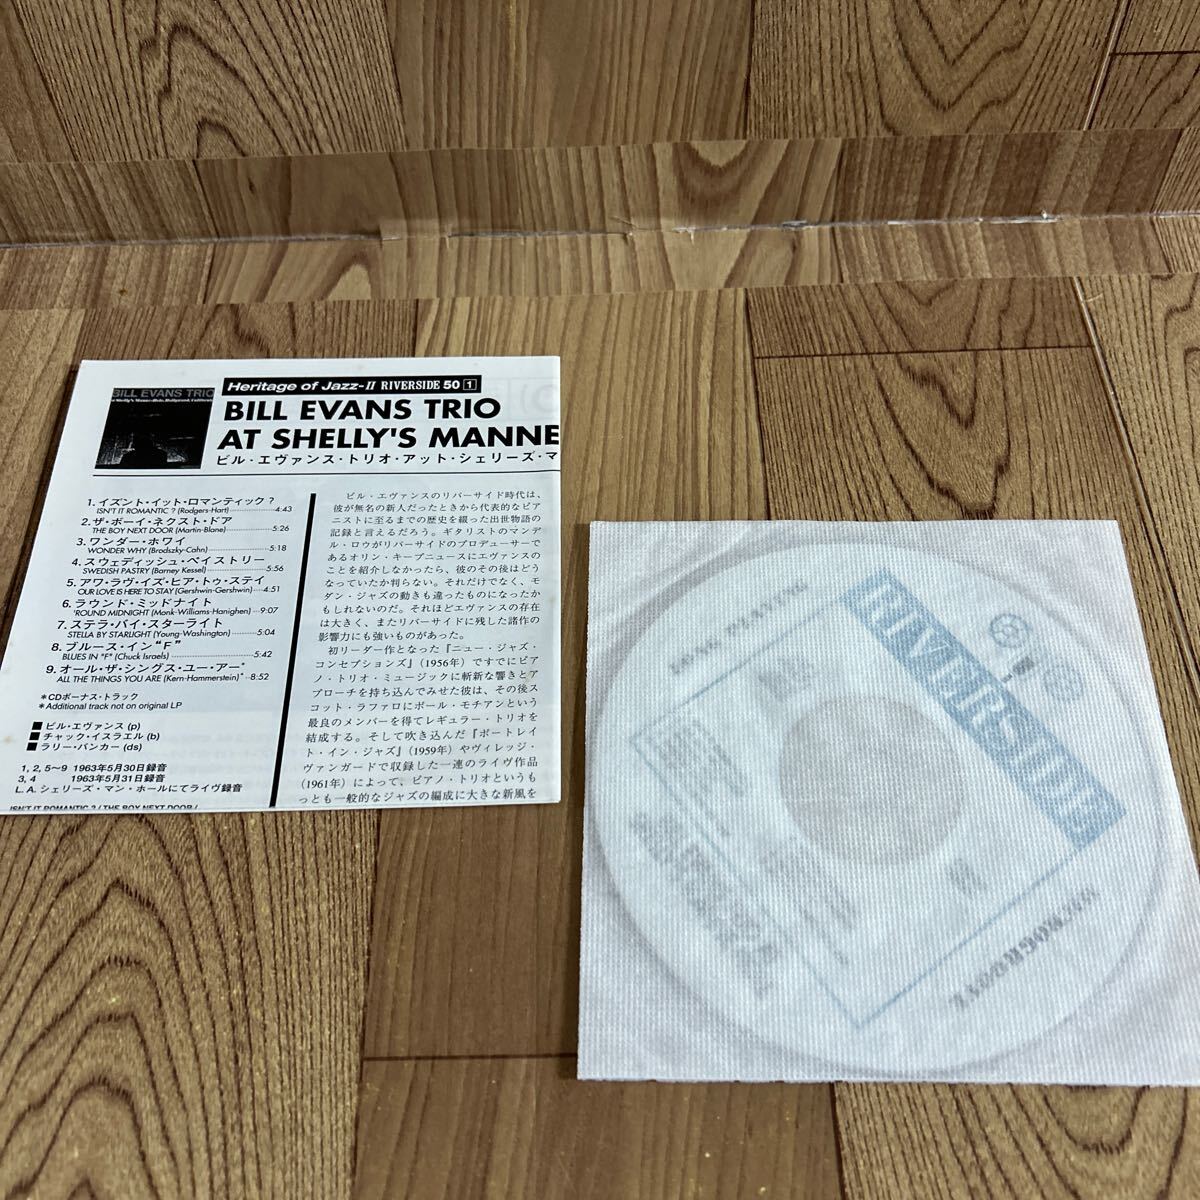 BILL EVANS TRIO
Heritage of Jazz-II RIVERSIDE 50 1
BILL EVANS TRIO
AT SHELLY'S MANNE
ビル・エヴァンス・トリオ・アット・シェリーズ・マ
1. イズント・イット・ロマンティック?
ISN'T IT ROMANTIC ? (Rodgers-Hart) 4:43
2. ザ・ボーイ・ネクスト・ドア
THE BOY NEXT DOOR (Martin-Blane) 5:26
3. ワンダー・ホワイ
WONDER WHY (Brodszky-Cahn) 5:18
4. スウェディッシュ・ペイストリー
SWEDISH PASTRY (Barney Kessel) 5:56
5. アワ・ラヴ・イズ・ヒア・トゥ・ステイ
OUR LOVE IS HERE TO STAY (Gershwin-Gershwin) 4:51
6. ラウンド・ミッドナイト
'ROUND MIDNIGHT (Monk-Williams-Hanighen) 9:07
7. ステラ・バイ・スターライト
STELLA BY STARLIGHT (Young-Washington) 5:04
8. ブルース・イン "F"
BLUES IN "F" (Chuck Israels) 5:42
9. オール・ザ・シングス・ユー・アー*
ALL THE THINGS YOU ARE (Kern-Hammerstein)* 8:52
*CDボーナス・トラック
*Additional track not on original LP
■ ビル・エヴァンス (p)
■ チャック・イスラエル (b)
■ ラリー・バンカー (ds)
1, 2, 5〜9 1963年5月30日録音
3, 4 1963年5月31日録音
L.A. シェリーズ・マン・ホールにてライヴ録音
ISN'T IT ROMANTIC ? / THE BOY NEXT DOOR /
ビル・エヴァンスのリバーサイド時代は、
彼が無名の新人だったときから代表的なピア
ニストに至るまでの歴史を綴った出世物語の
記録と言えるだろう。ギタリストのマンデ
ル・ロウがリバーサイドのプロデューサーで
あるオリン・キープニュースにエヴァンスの
ことを紹介しなかったら、彼のその後はどう
なっていたか判らない。それだけでなく、モ
ダン・ジャズの動きも違ったものになったか
もしれないのだ。それほどエヴァンスの存在
は大きく、またリバーサイドに残した諸作の
影響力にも強いものがあった。
初リーダー作となった『ニュー・ジャズ・
コンセプションズ』(1956年)ですでにピア
ノ・トリオ・ミュージックに斬新な響きとア
プローチを持ち込んでみせた彼は、その後ス
コット・ラファロにポール・モチアンという
最良のメンバーを得てレギュラー・トリオを
結成する。そして吹き込んだ『ポートレイ
ト・イン・ジャズ』(1959年)やヴィレッジ・
ヴァンガードで収録した一連のライヴ作品
(1961年)によって、ピアノ・トリオというも
っとも一般的なジャズの編成に大きな新風を
RIVERSIDE